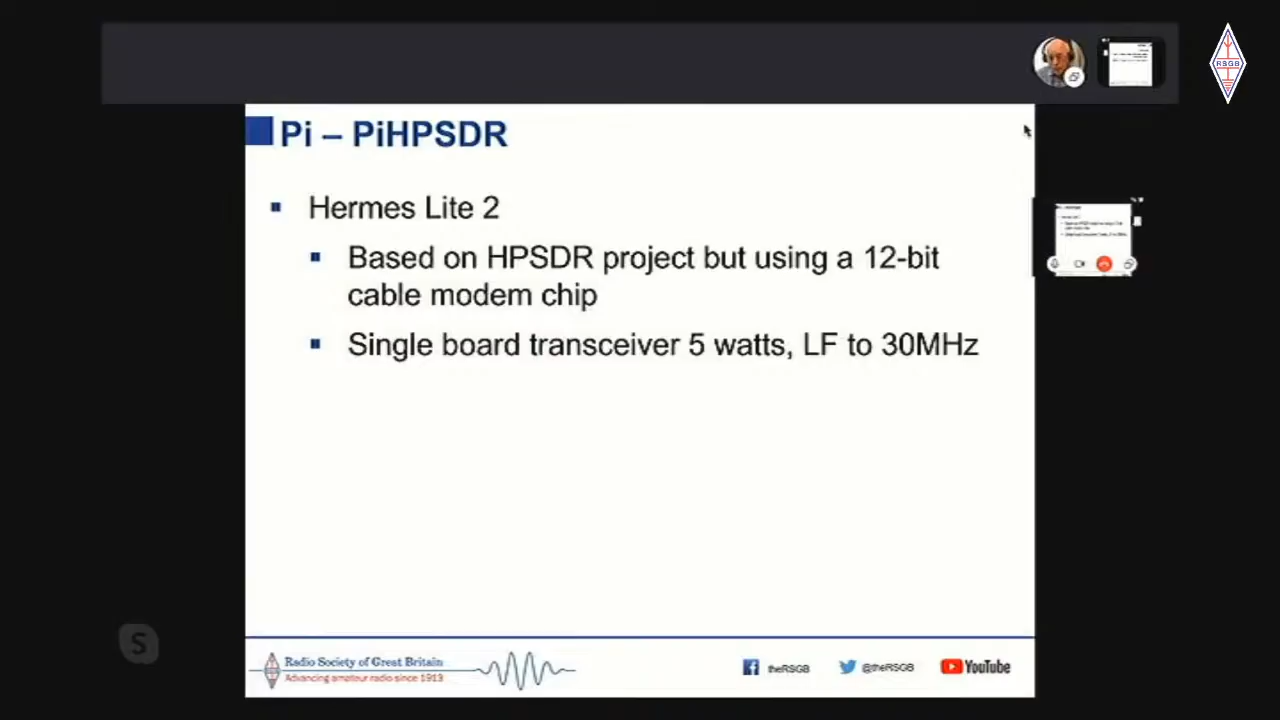 RSGB
Pi – PiHPSDR
Hermes Lite 2
Based on HPSDR project but using a 12-bit
cable modem chip
Single board transceiver 5 watts, LF to 30MHz
S
Radio Society of Great Britain
Advancing amateur radio since 1913
theRSGB
@theRSGB
YouTube